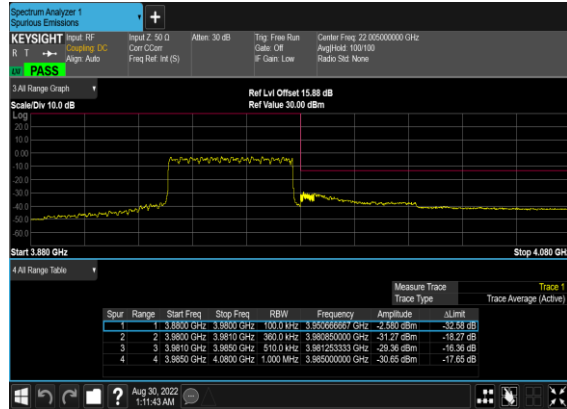 Spectrum Analyzer 1
Spurious Emissions
+
KEYSIGHT Input: RF Input Z: 50 Ω Atten: 30 dB Trig: Free Run Center Freq: 22.005000000 GHz
R T Coupling: DC Corr CCorr Gate: Off Avg|Hold: 100/100
Align: Auto Freq Ref: Int (S) IF Gain: Low Radio Std: None
PASS
3 All Range Graph
Ref Lvl Offset 15.88 dB
Scale/Div 10.0 dB Ref Value 30.00 dBm
Log
20.0
10.0
0.00
-10.0
-20.0
-30.0
-40.0
-50.0
-60.0
Start 3.880 GHz Stop 4.080 GH
4 All Range Table
Measure Trace Trace 1
Trace Type Trace Average (Active)
Spur Range Start Freq Stop Freq RBW Frequency Amplitude ΔLimit
1 1 3.8800 GHz 3.9800 GHz 100.0 kHz 3.950666667 GHz -2.580 dBm -32.58 dB
2 2 3.9800 GHz 3.9810 GHz 360.0 kHz 3.980850000 GHz -31.27 dBm -18.27 dB
3 3 3.9810 GHz 3.9850 GHz 510.0 kHz 3.981253333 GHz -29.36 dBm -16.36 dB
4 4 3.9850 GHz 4.0800 GHz 1.000 MHz 3.985000000 GHz -30.65 dBm -17.65 dB
? Aug 30, 2022
1:11:43 AM